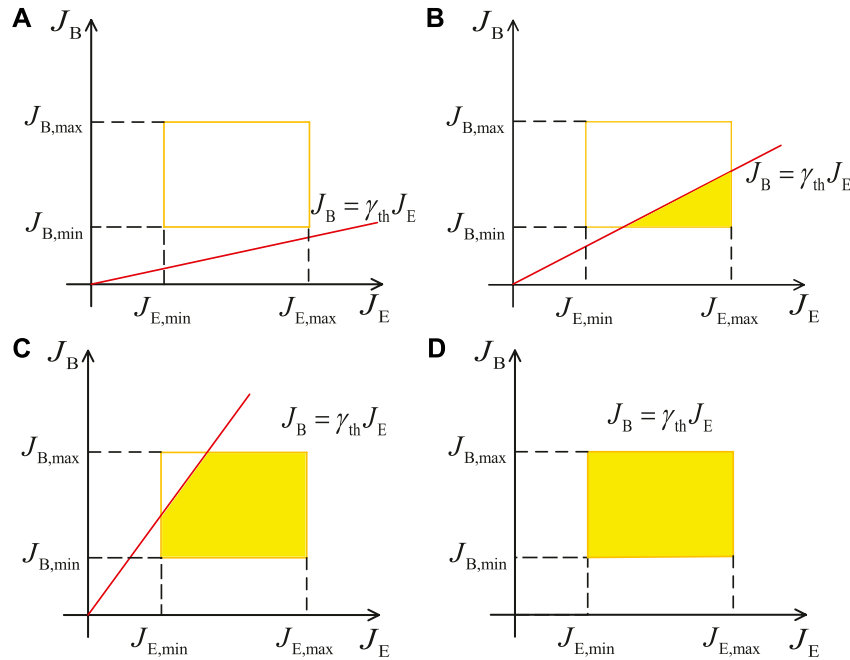 A
J_B
J_B,max
J_B,min
J_B = γ_th J_E
J_E,min
J_E,max
J_E
B
J_B
J_B,max
J_B,min
J_B = γ_th J_E
J_E,min
J_E,max
J_E
C
J_B
J_B = γ_th J_E
J_B,max
J_B,min
J_E,min
J_E,max
J_E
D
J_B
J_B = γ_th J_E
J_B,max
J_B,min
J_E,min
J_E,max
J_E